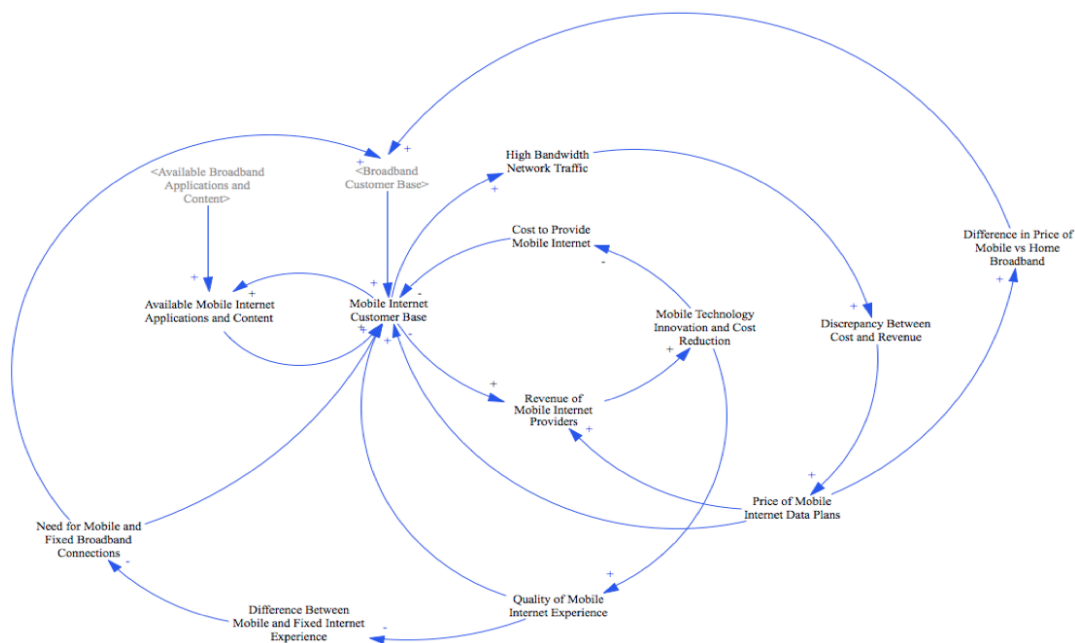 High Bandwidth
Network Traffic
<Available Broadband
Applications and
Content>
<Broadband
Customer Base>
Cost to Provide
Mobile Internet
Difference in Price of
Mobile vs Home
Broadband
Available Mobile Internet
Applications and Content
Mobile Internet
Customer Base
Mobile Technology
Innovation and Cost
Reduction
Discrepancy Between
Cost and Revenue
Revenue of
Mobile Internet
Providers
Price of Mobile
Internet Data Plans
Need for Mobile and
Fixed Broadband
Connections
Quality of Mobile
Internet Experience
Difference Between
Mobile and Fixed Internet
Experience